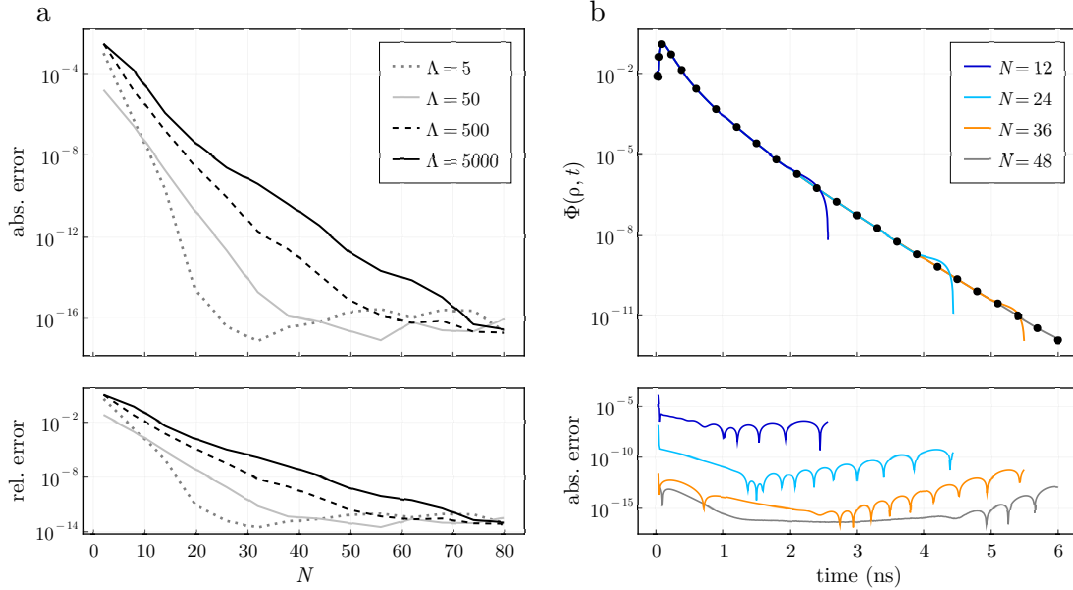 a
abs. error
10^−4
10^−8
10^−12
10^−16
Λ = 5
Λ = 50
Λ = 500
Λ = 5000
rel. error
10^−2
10^−8
10^−14
0 10 20 30 40 50 60 70 80
N
b
Φ(ρ, t)
10^−2
10^−5
10^−8
10^−11
N = 12
N = 24
N = 36
N = 48
abs. error
10^−5
10^−10
10^−15
0 1 2 3 4 5 6
time (ns)